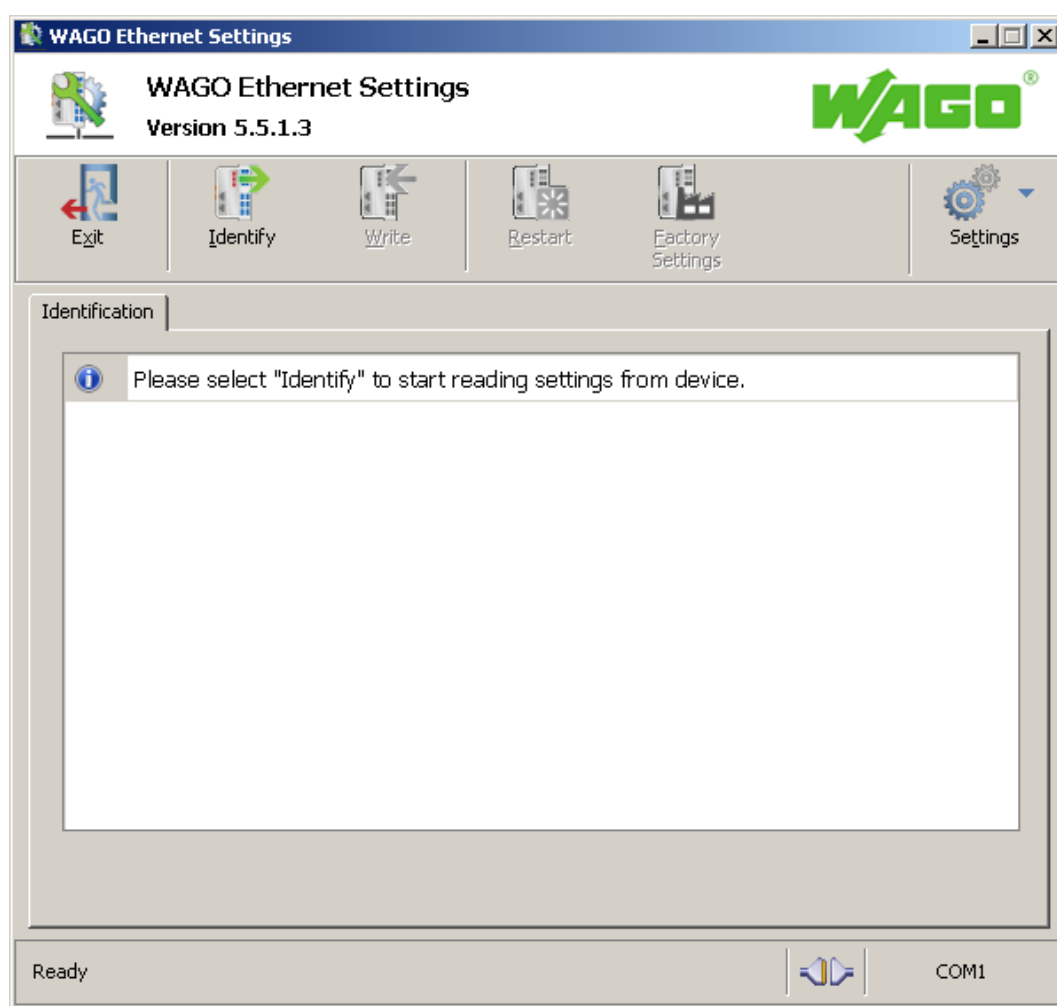 WAGO Ethernet Settings
WAGO Ethernet Settings
Version 5.5.1.3
WAGO®
Exit
Identify
Write
Restart
Factory
Settings
Settings
Identification
Please select "Identify" to start reading settings from device.
Ready
COM1